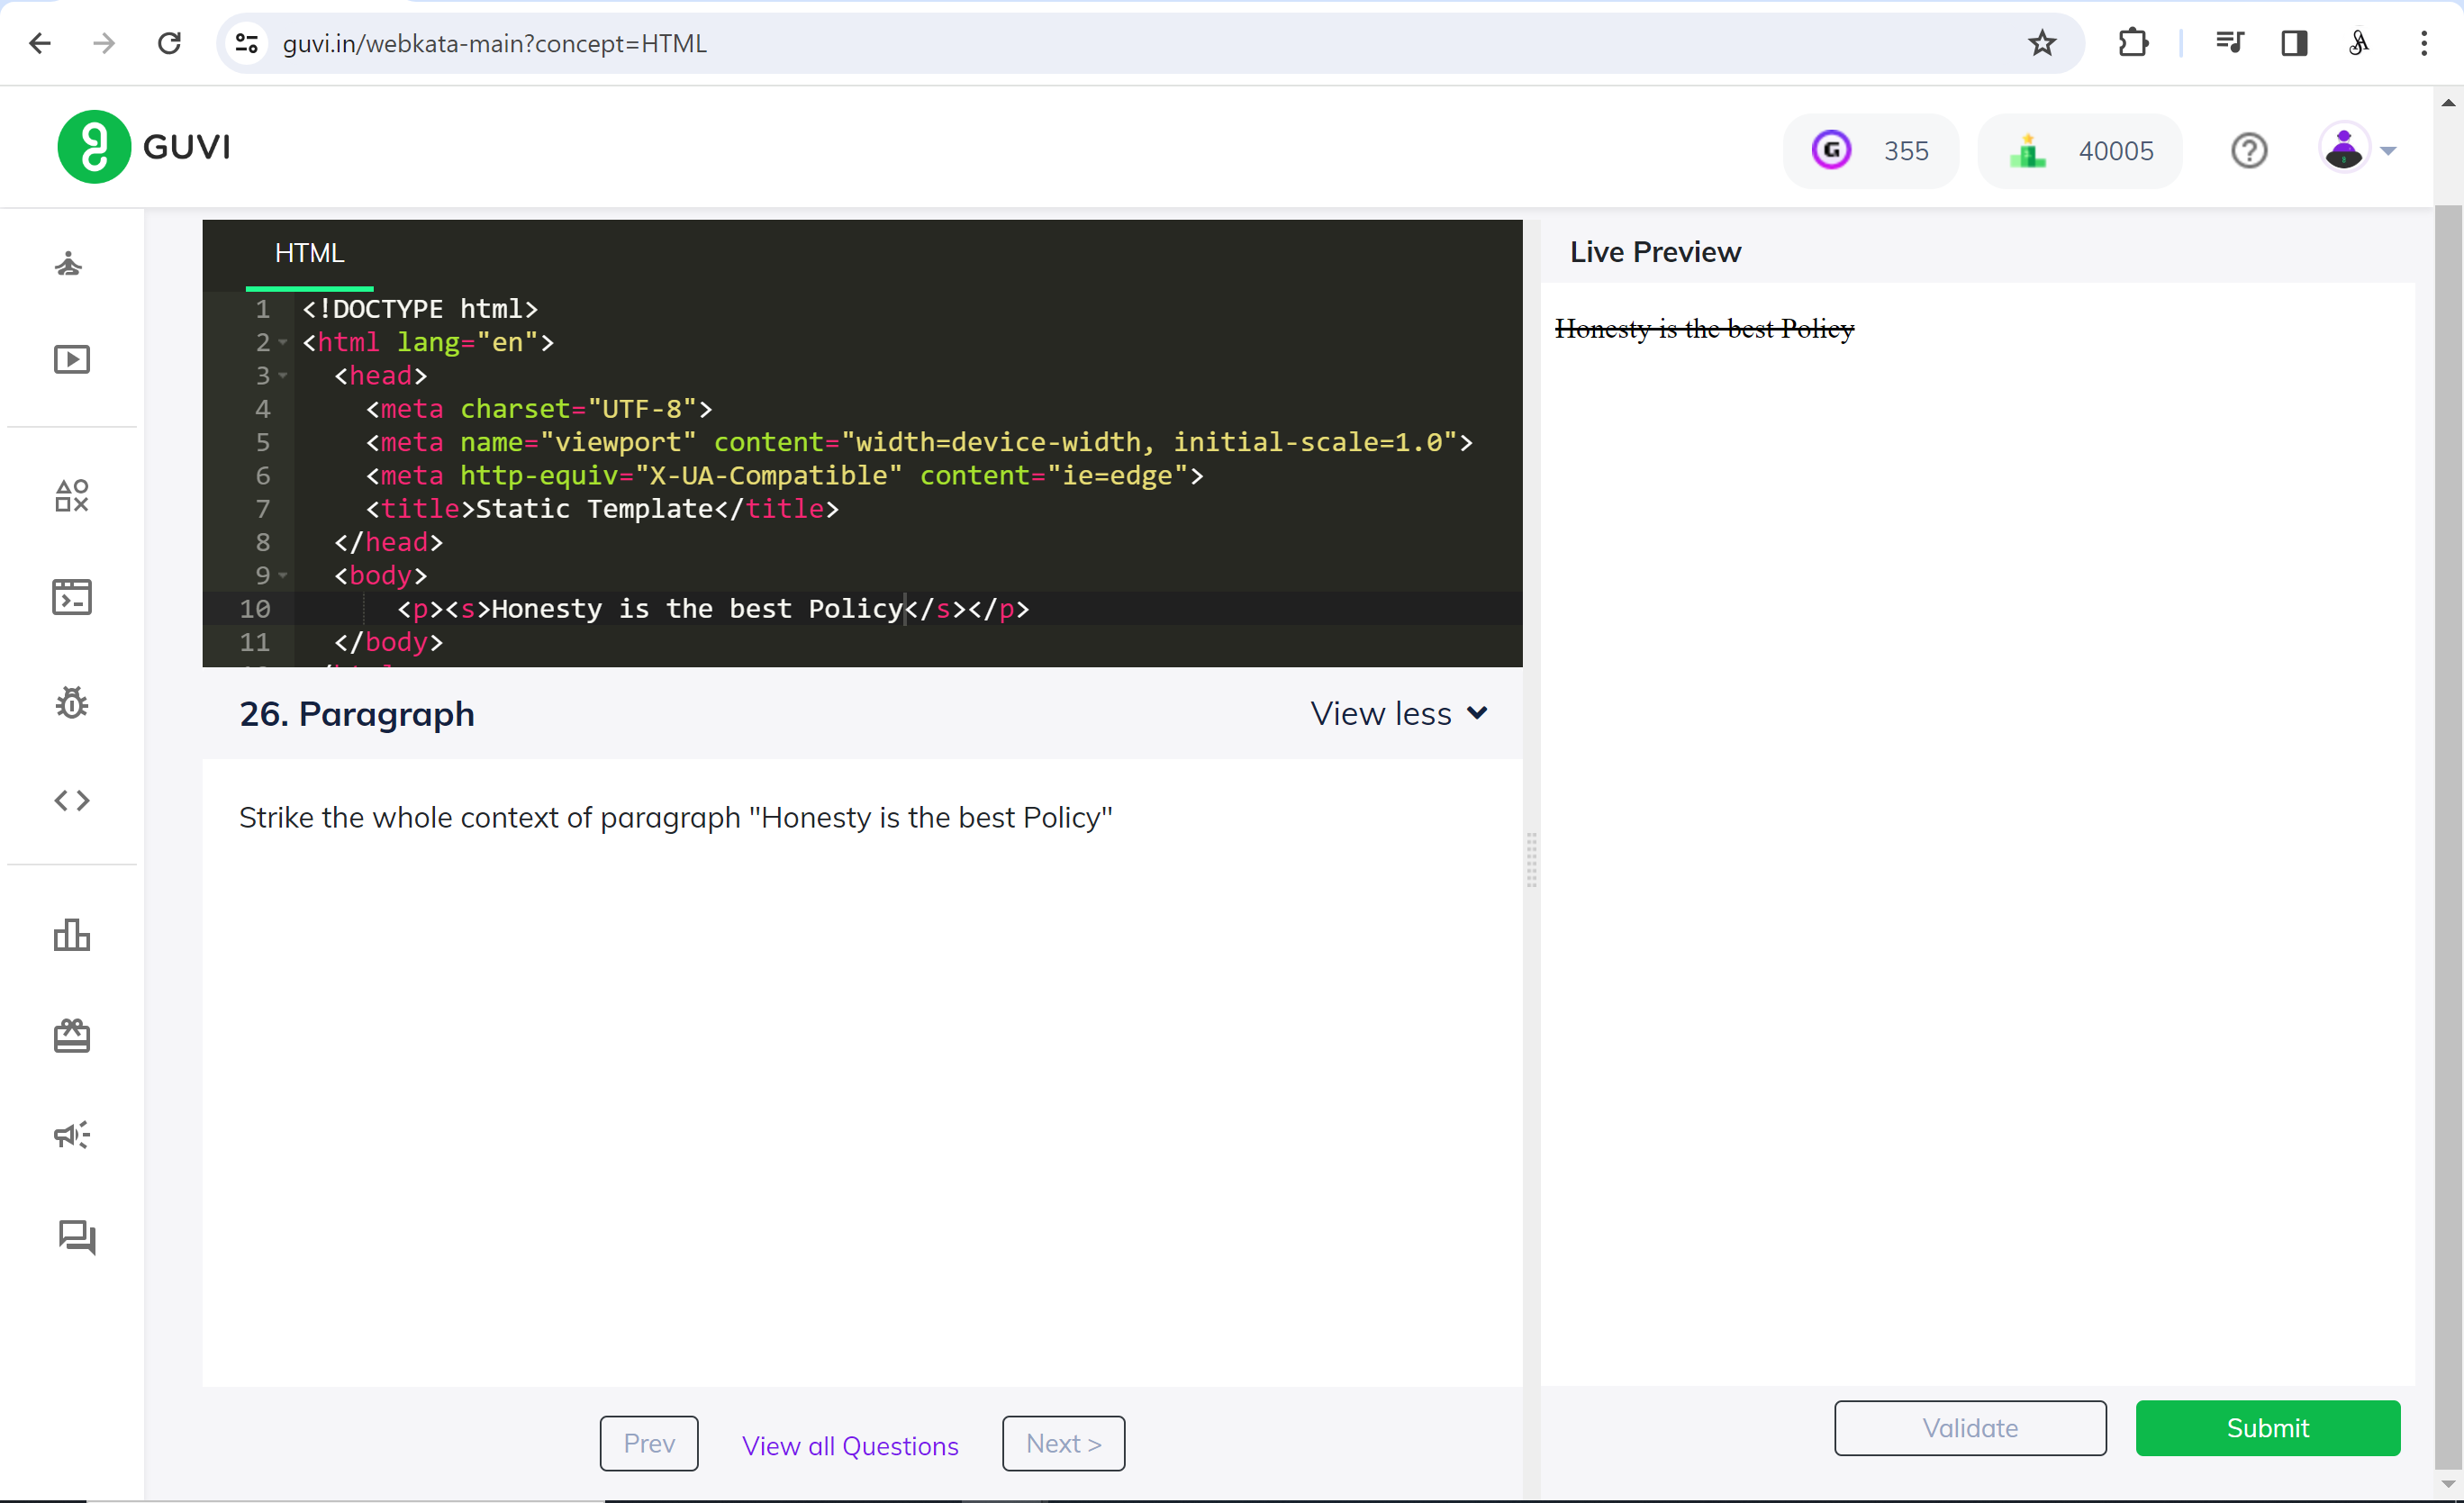 guvi.in/webkata-main?concept=HTML
GUVI
355
40005
HTML
1 <!DOCTYPE html>
2 <html lang="en">
3 <head>
4 <meta charset="UTF-8">
5 <meta name="viewport" content="width=device-width, initial-scale=1.0">
6 <meta http-equiv="X-UA-Compatible" content="ie=edge">
7 <title>Static Template</title>
8 </head>
9 <body>
10 <p><s>Honesty is the best Policy</s></p>
11 </body>
26. Paragraph
View less
Strike the whole context of paragraph "Honesty is the best Policy"
Prev
View all Questions
Next >
Live Preview
Honesty is the best Policy
Validate
Submit